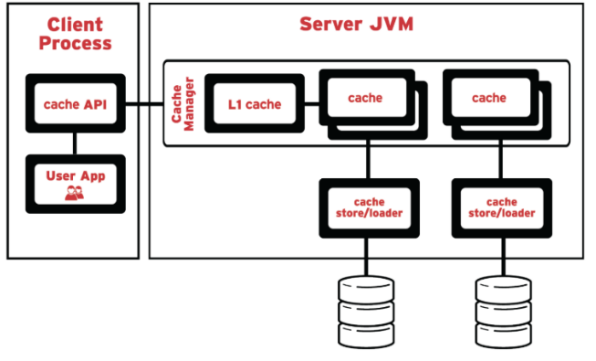 Client
Process
Server JVM
cache API
User App
Cache
Manager
L1 cache
cache
cache
cache
store/loader
cache
store/loader